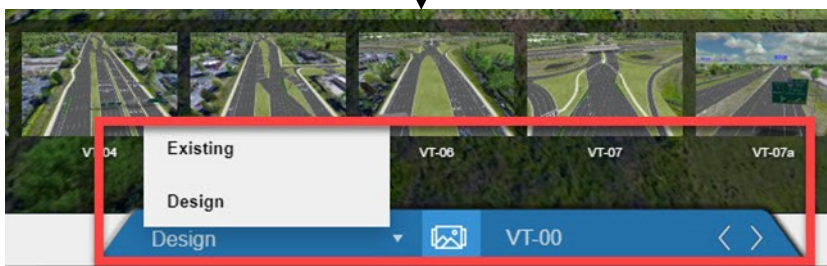 VT-04
VT-06
VT-07
VT-07a
Existing
Design
Design
VT-00